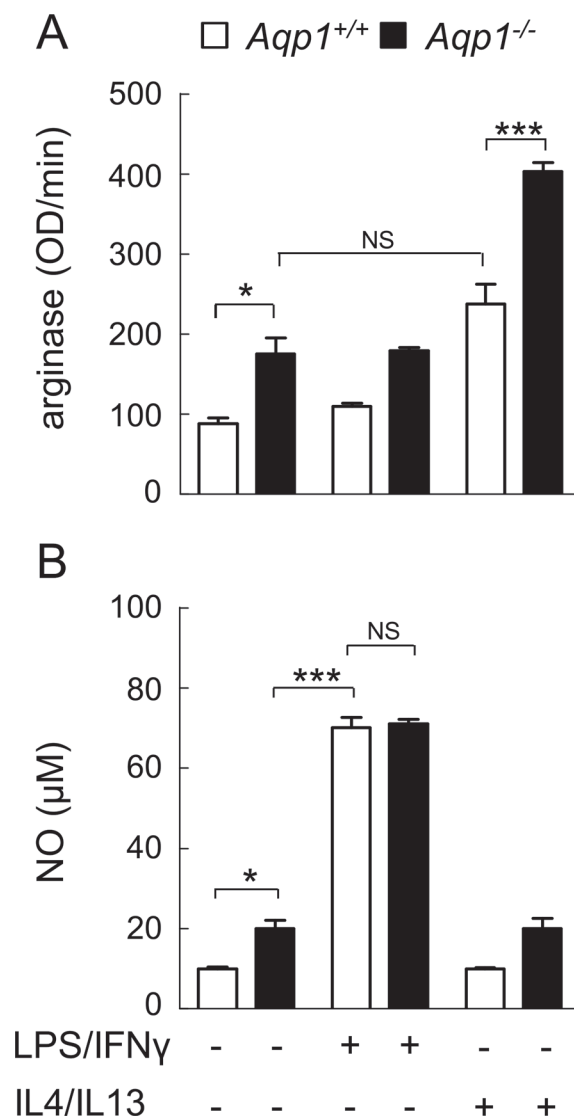 A
Aqp1+/+ Aqp1-/-
arginase (OD/min)
500
400
300
200
100
0
*
NS
***
B
NO (µM)
100
80
60
40
20
0
*
***
NS
LPS/IFNγ - - + + - -
IL4/IL13 - - - - + +